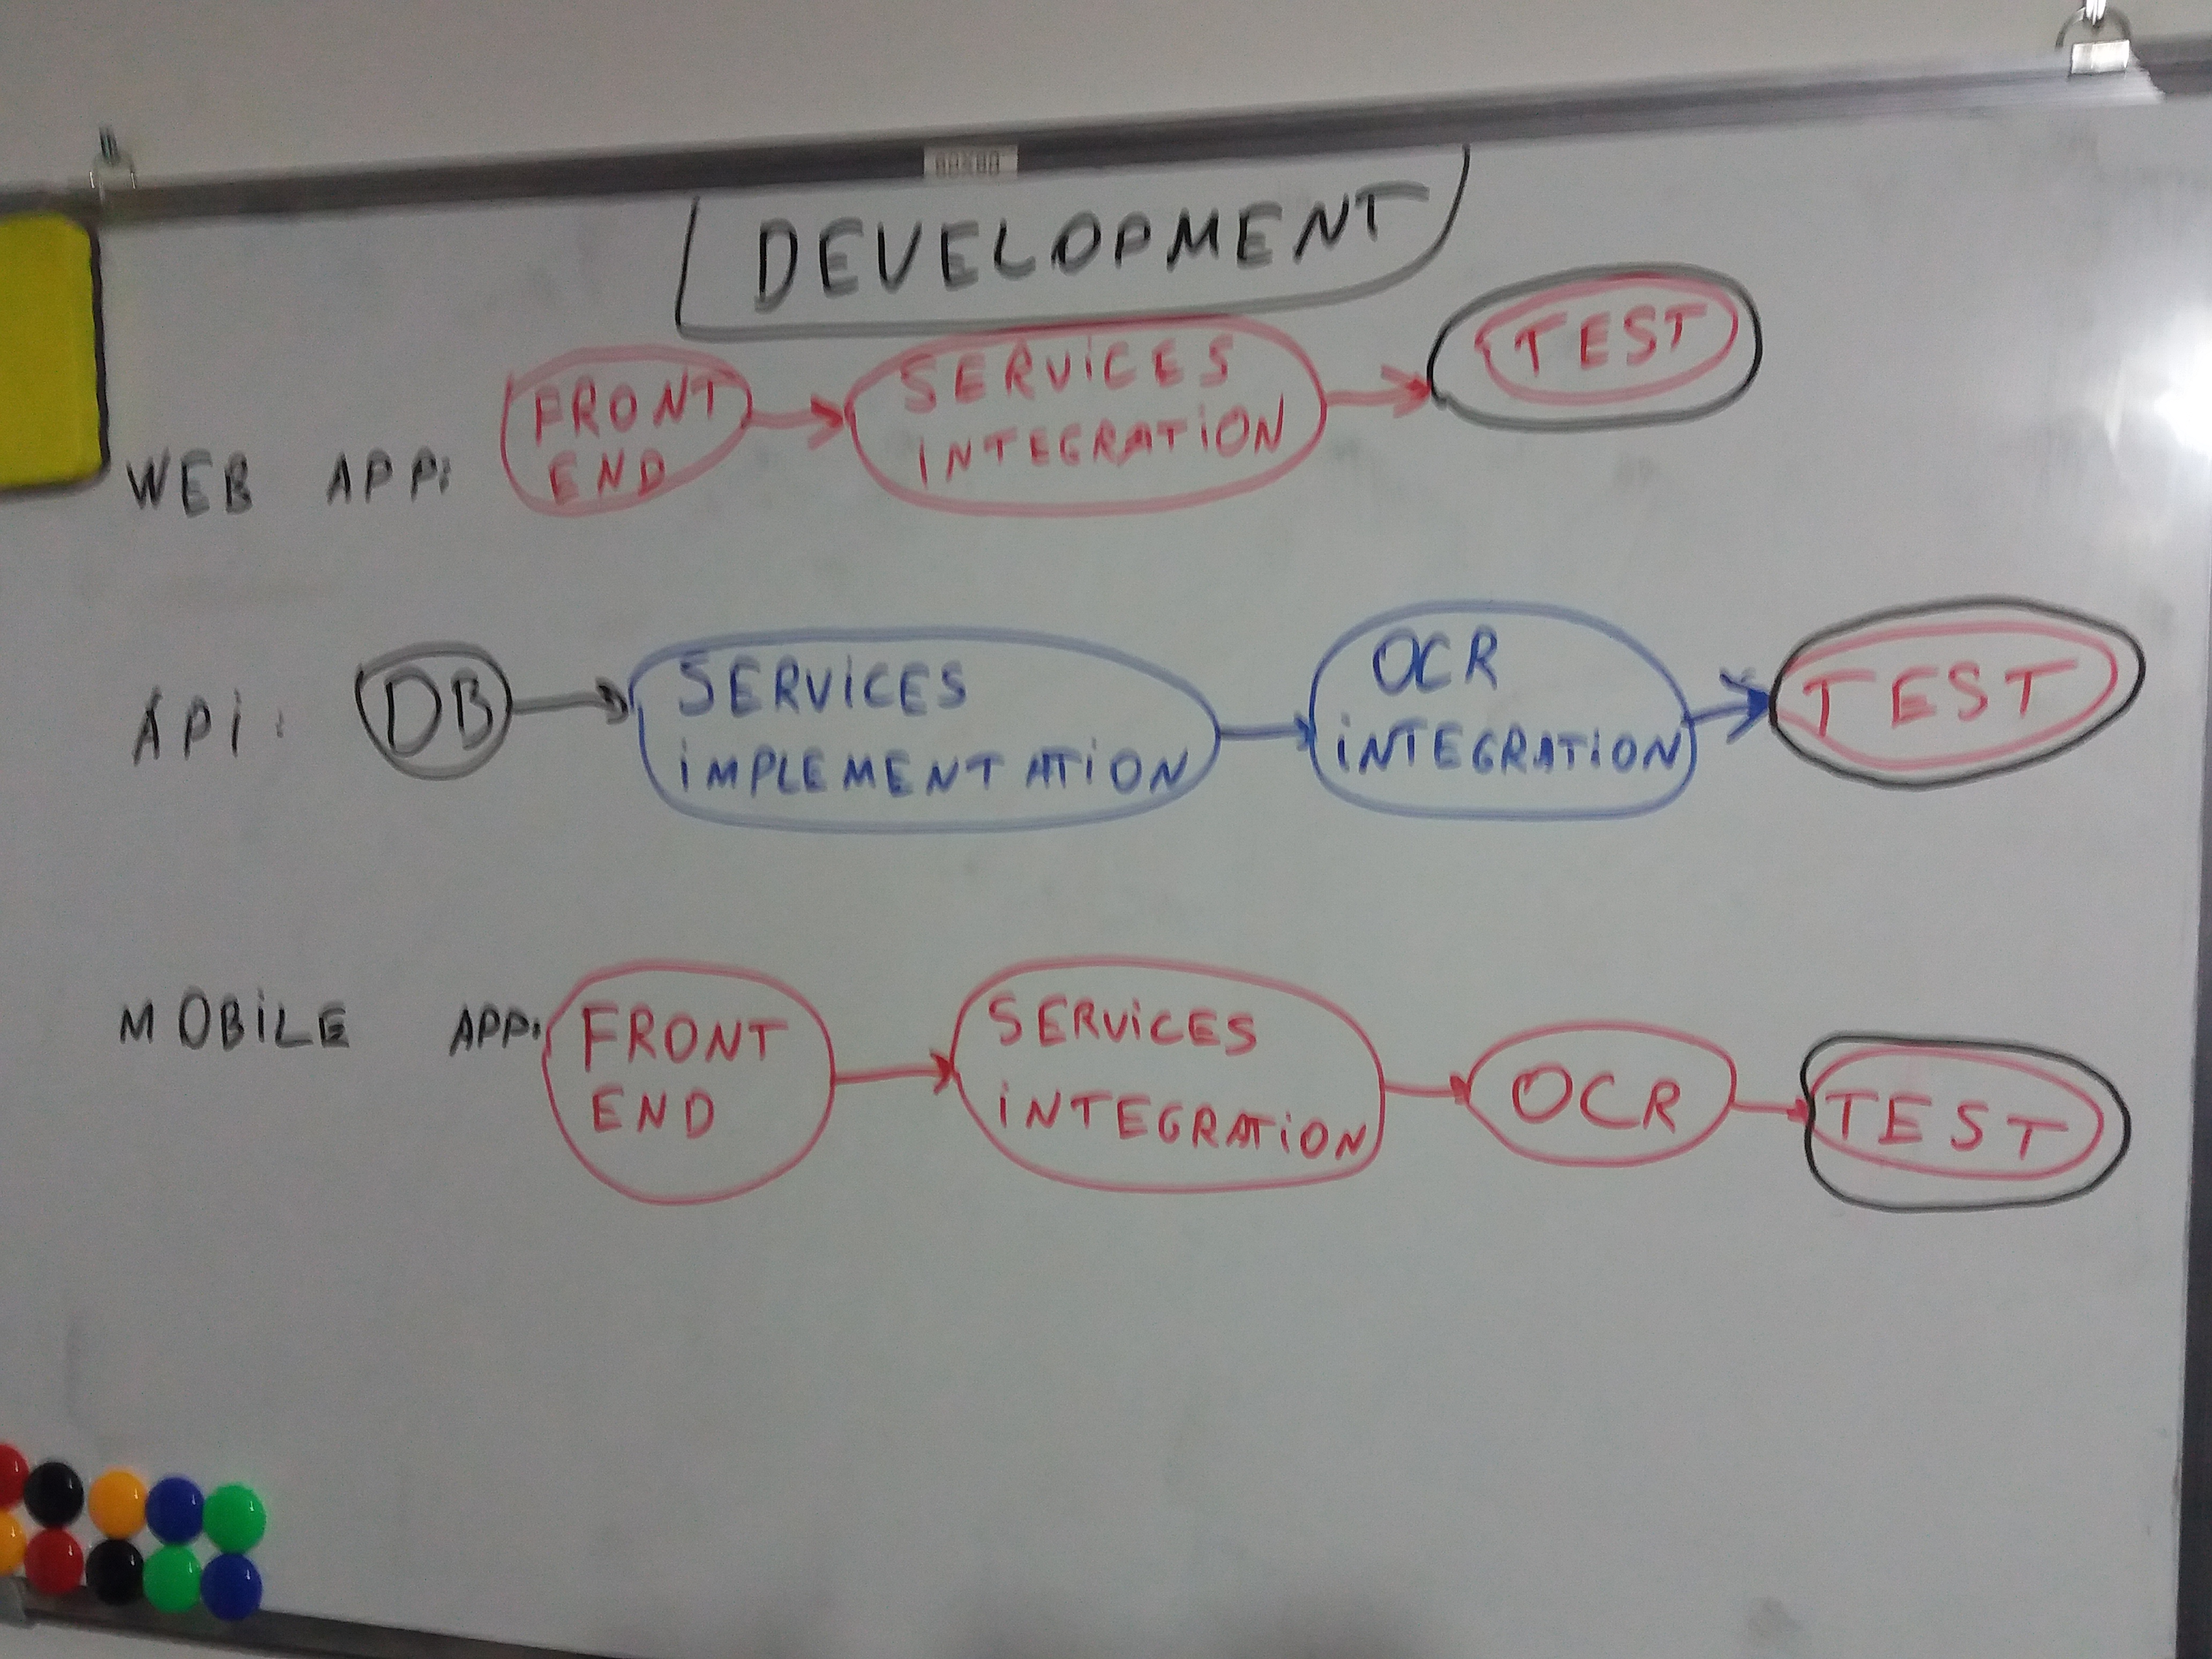 DEVELOPMENT
WEB APP:
FRONT
END
SERVICES
INTEGRATION
TEST
API:
DB
SERVICES
IMPLEMENTATION
OCR
INTEGRATION
TEST
MOBILE APP:
FRONT
END
SERVICES
INTEGRATION
OCR
TEST